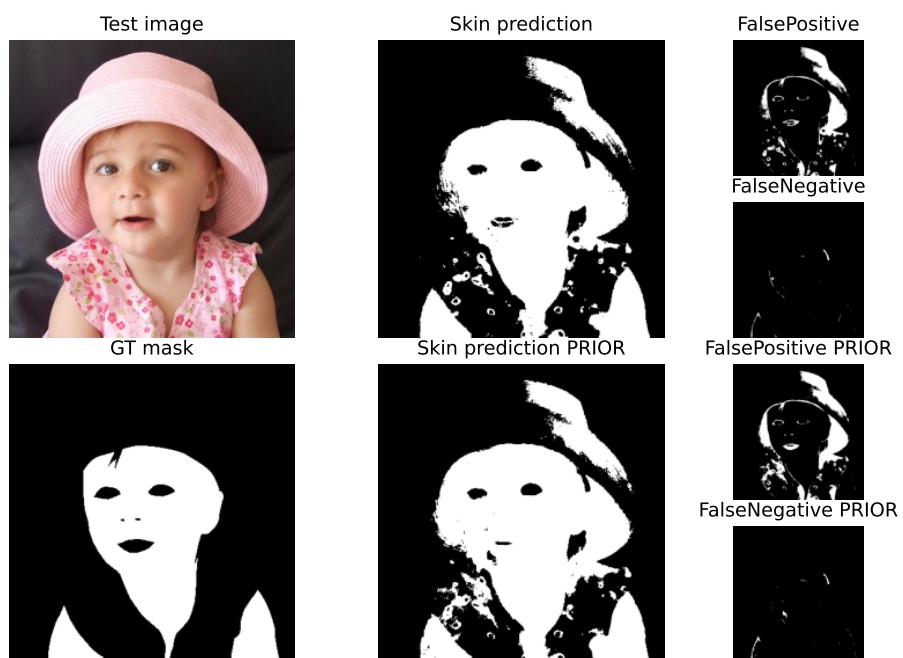 Test image
Skin prediction
FalsePositive
FalseNegative
GT mask
Skin prediction PRIOR
FalsePositive PRIOR
FalseNegative PRIOR